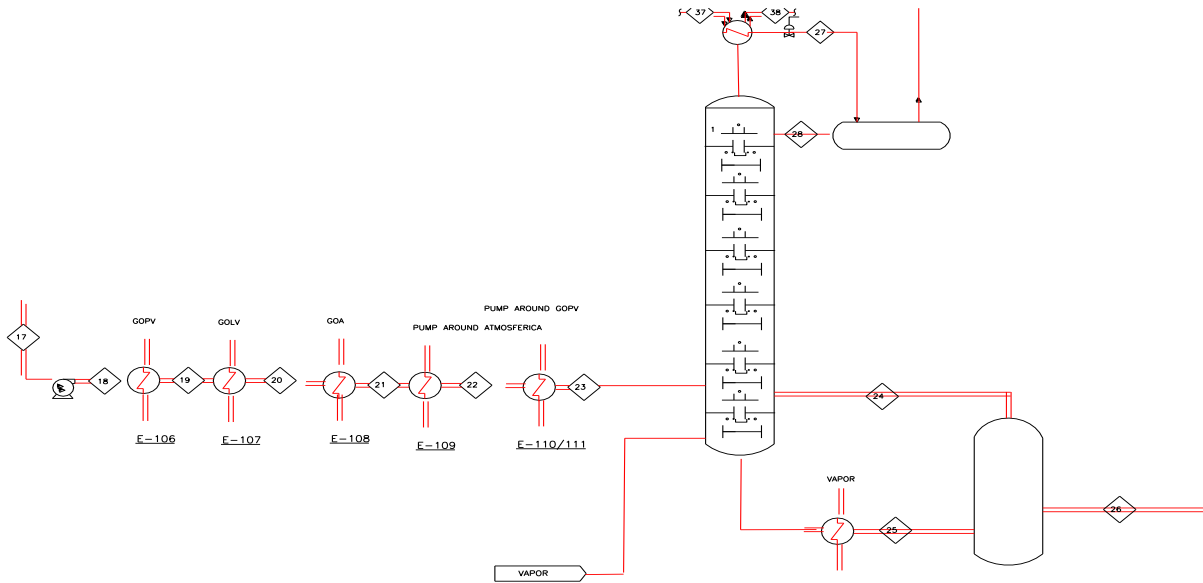 37
38
27
1
28
PUMP AROUND GOPV
GOPV
GOLV
GOA
PUMP AROUND ATMOSFERICA
17
18
19
20
21
22
23
24
E-106
E-107
E-108
E-109
E-110/111
VAPOR
25
26
VAPOR